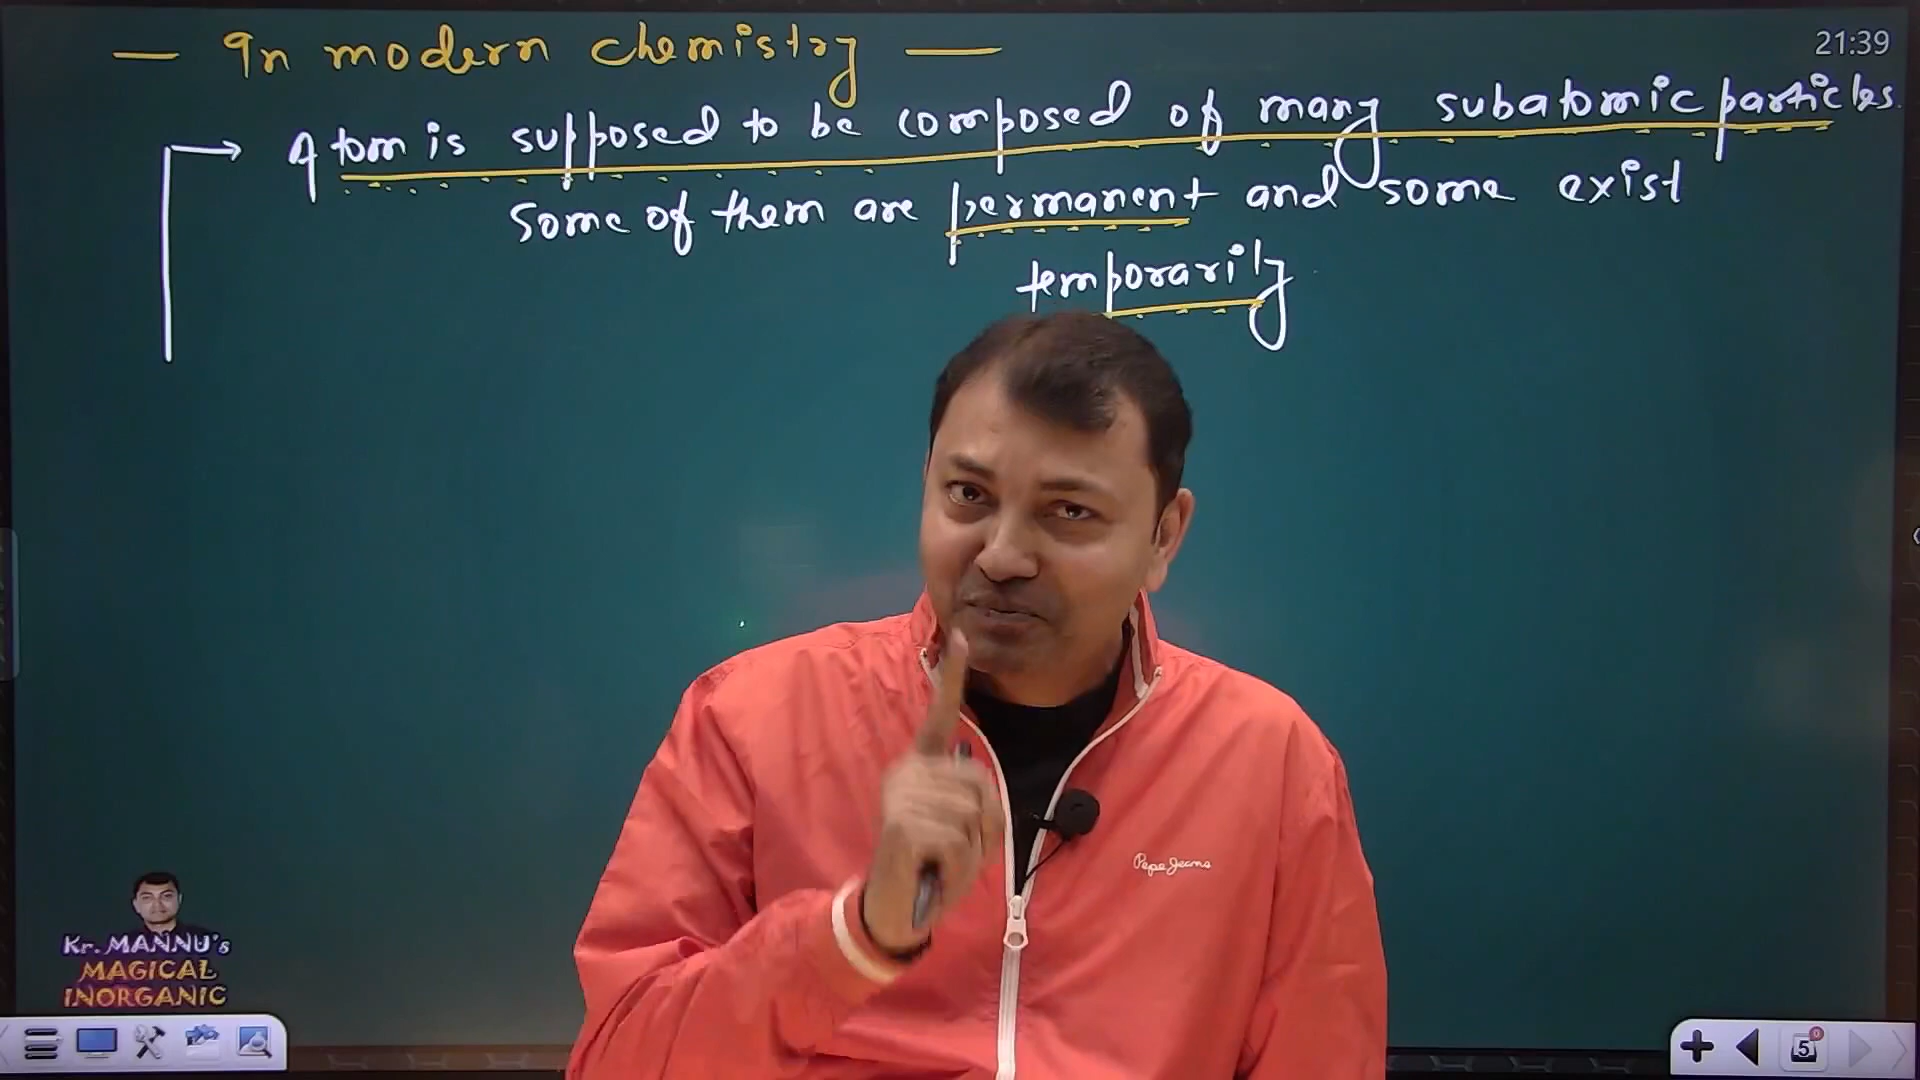 — In modern chemistry —
21:39
Atom is supposed to be composed of many subatomic particles.
Some of them are permanent and some exist
temporarily
Pepe Jeans
Kr. MANNU's
MAGICAL
INORGANIC
5